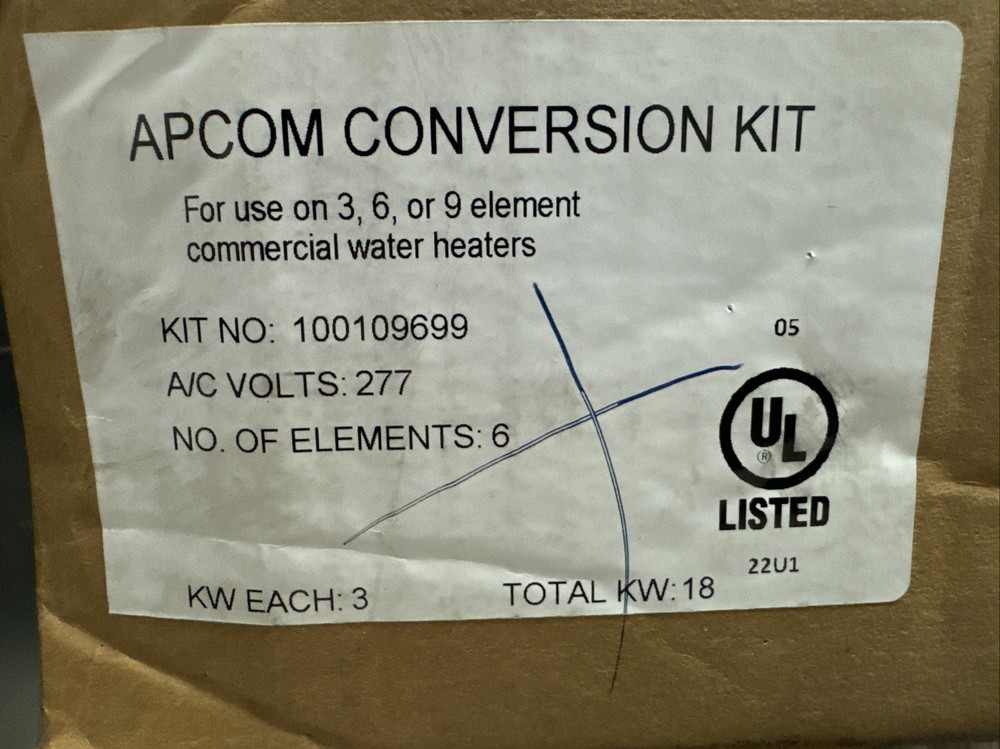 APCOM CONVERSION KIT
For use on 3, 6, or 9 element
commercial water heaters
KIT NO: 100109699
A/C VOLTS: 277
NO. OF ELEMENTS: 6
05
UL
®
LISTED
22U1
KW EACH: 3 TOTAL KW: 18